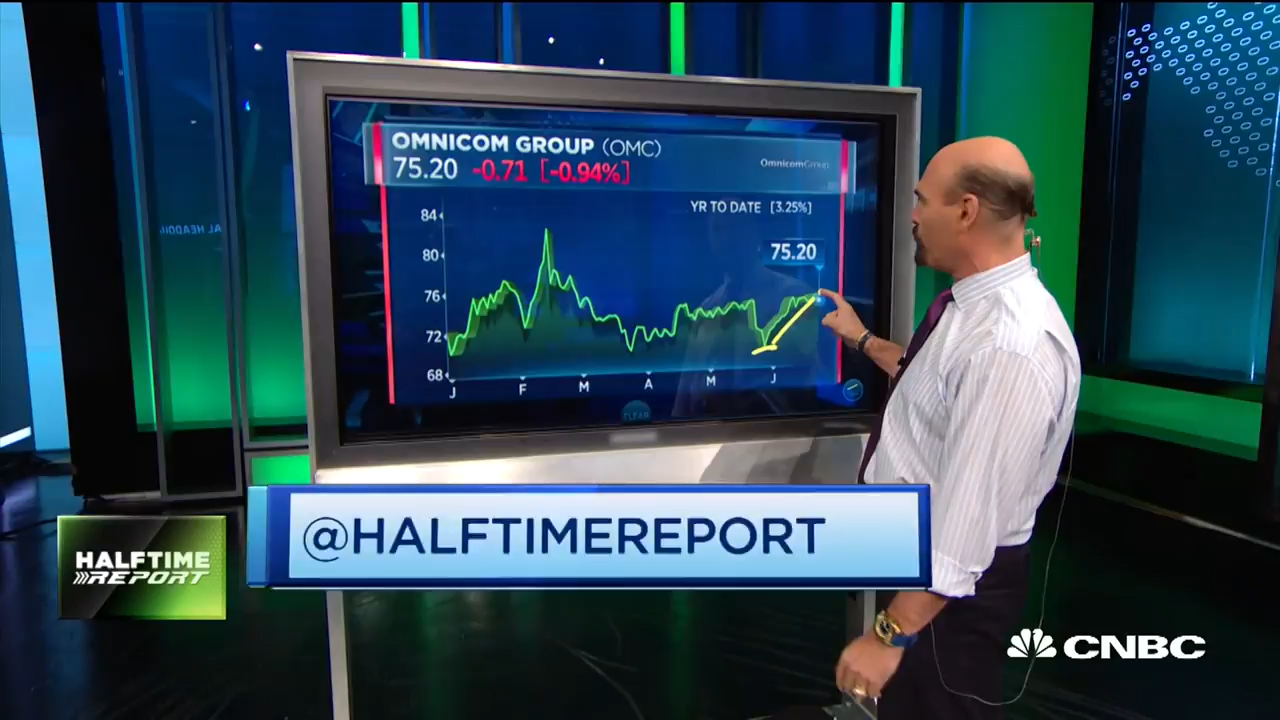 OMNICOM GROUP (OMC)
75.20 -0.71 [-0.94%]
OmnicomGroup
YR TO DATE [3.25%]
75.20
84
80
76
72
68
J F M A M J
CLEAR
@HALFTIMEREPORT
HALFTIME
REPORT
CNBC